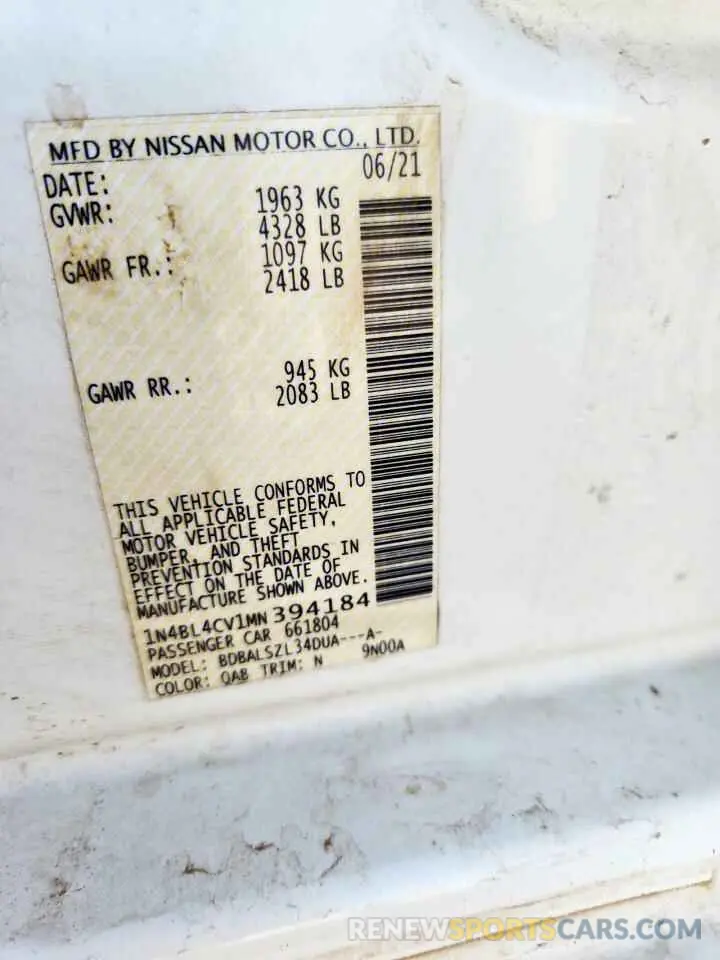 MFD BY NISSAN MOTOR CO., LTD.
DATE: 06/21
GVWR: 1963 KG
4328 LB
GAWR FR.: 1097 KG
2418 LB
GAWR RR.: 945 KG
2083 LB
THIS VEHICLE CONFORMS TO
ALL APPLICABLE FEDERAL
MOTOR VEHICLE SAFETY,
BUMPER, AND THEFT
PREVENTION STANDARDS IN
EFFECT ON THE DATE OF
MANUFACTURE SHOWN ABOVE.
1N4BL4CV1MN394184
PASSENGER CAR 661804
MODEL: BDBALSZL34DUA---A-
COLOR: QAB TRIM: N 9N00A
RENEWSPORTSCARS.COM